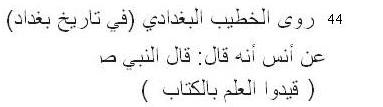 44 روى الخطيب البغدادي (في تاريخ بغداد)
عن أنس أنه قال: قال النبي ص
( قيدوا العلم بالكتاب )